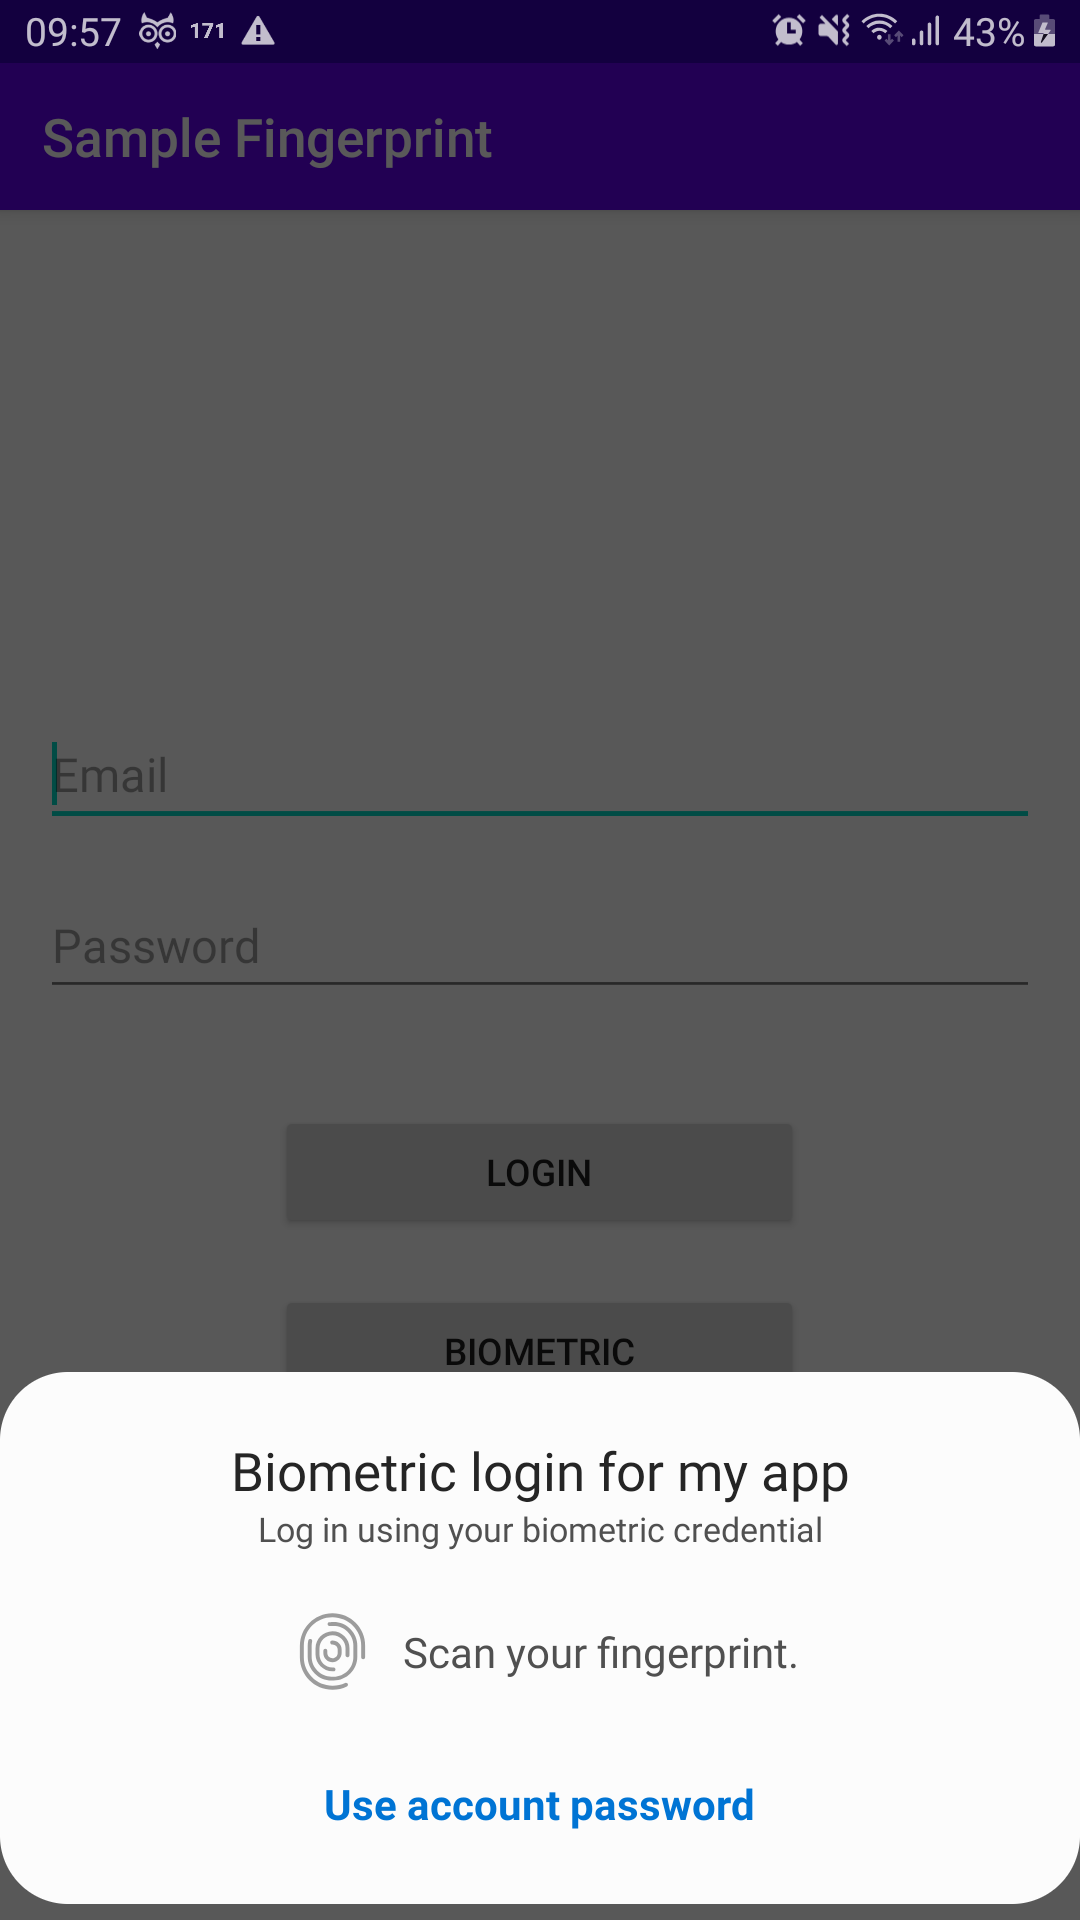 09:57 171 43%
Sample Fingerprint
Email
Password
LOGIN
BIOMETRIC
Biometric login for my app
Log in using your biometric credential
Scan your fingerprint.
Use account password